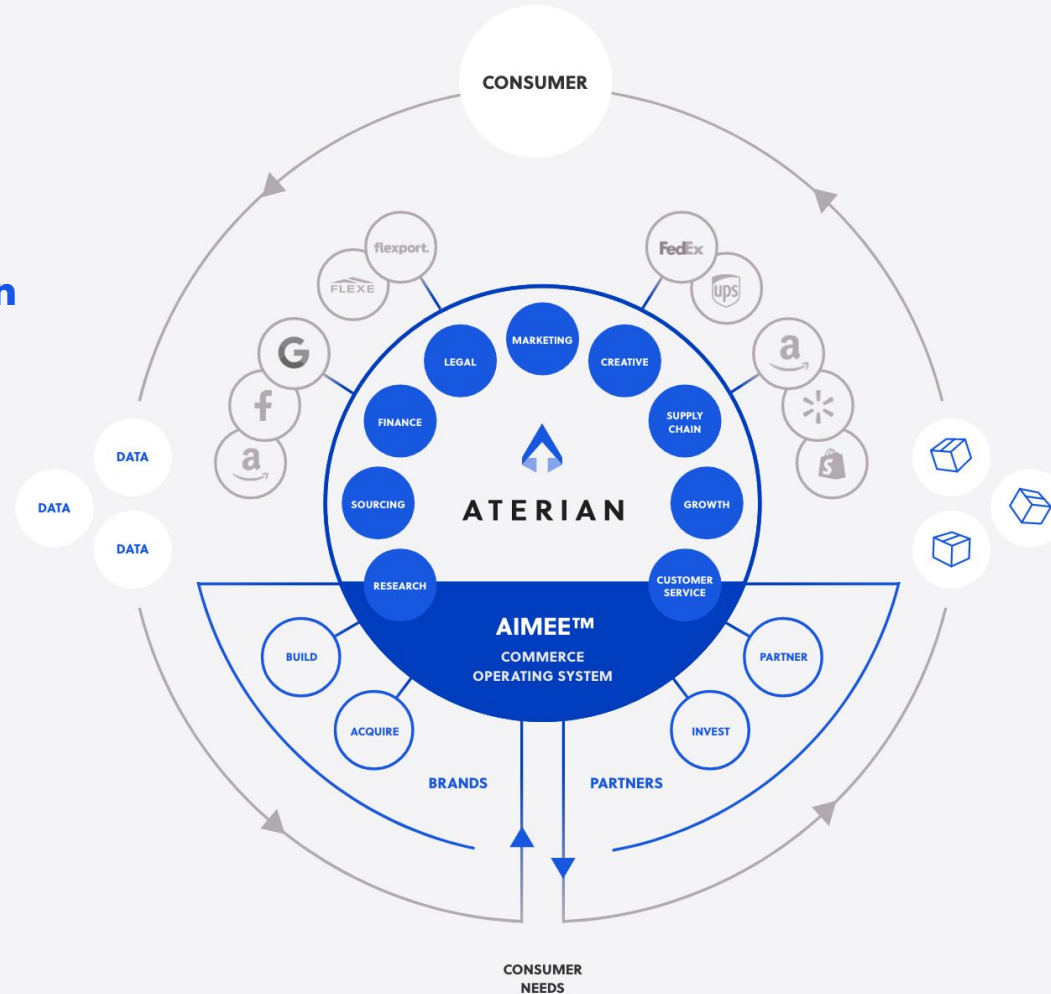 CONSUMER
flexport.
FedEx
FLEXE
ups
G
a
f
a
S
MARKETING
LEGAL
CREATIVE
FINANCE
SUPPLY
CHAIN
SOURCING
GROWTH
RESEARCH
CUSTOMER
SERVICE
ATERIAN
n
DATA
DATA
DATA
AIMEE™
COMMERCE
OPERATING SYSTEM
BUILD
ACQUIRE
PARTNER
INVEST
BRANDS
PARTNERS
CONSUMER
NEEDS